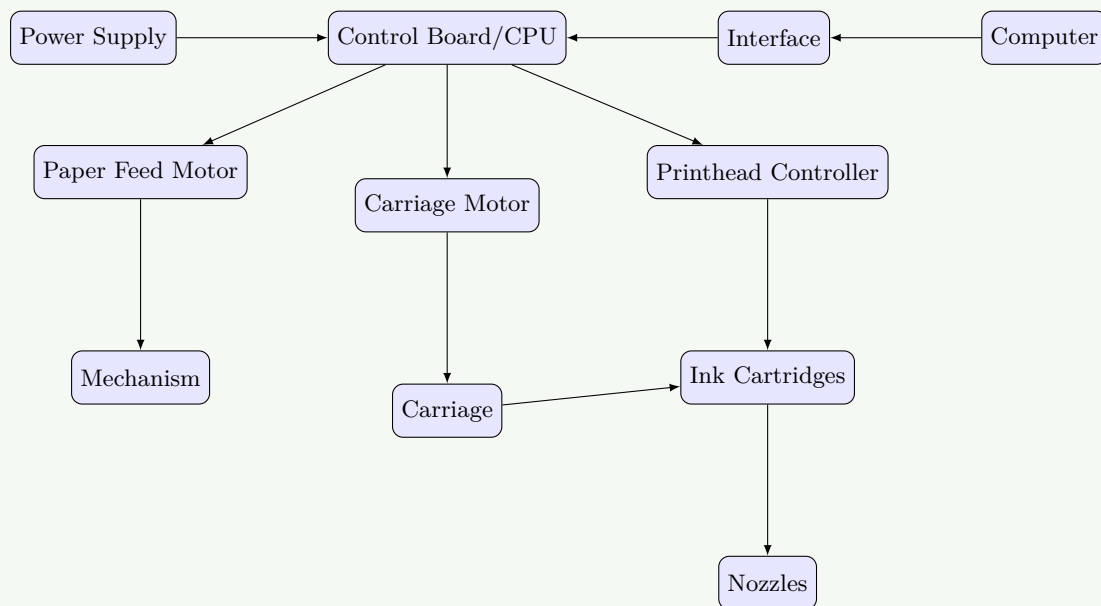 Power Supply
Control Board/CPU
Interface
Computer
Paper Feed Motor
Carriage Motor
Printhead Controller
Mechanism
Carriage
Ink Cartridges
Nozzles